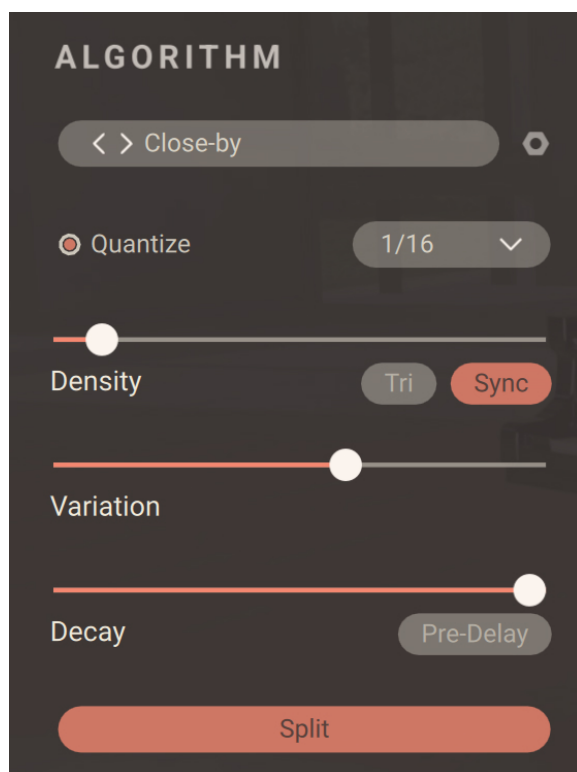 ALGORITHM
Close-by
Quantize 1/16
Density Tri Sync
Variation
Decay Pre-Delay
Split